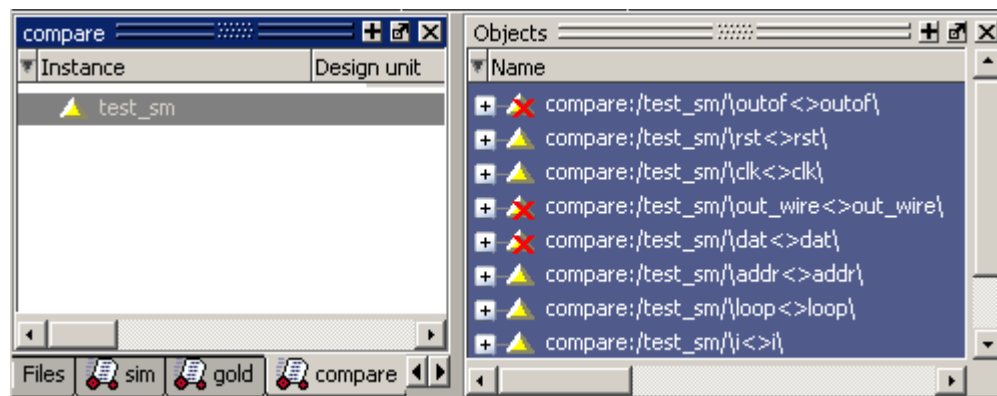 compare
Instance Design unit
test_sm
Files sim gold compare
Objects
Name
compare:/test_sm/\outof<>outof\
compare:/test_sm/\rst<>rst\
compare:/test_sm/\clk<>clk\
compare:/test_sm/\out_wire<>out_wire\
compare:/test_sm/\dat<>dat\
compare:/test_sm/\addr<>addr\
compare:/test_sm/\loop<>loop\
compare:/test_sm/\i<>i\